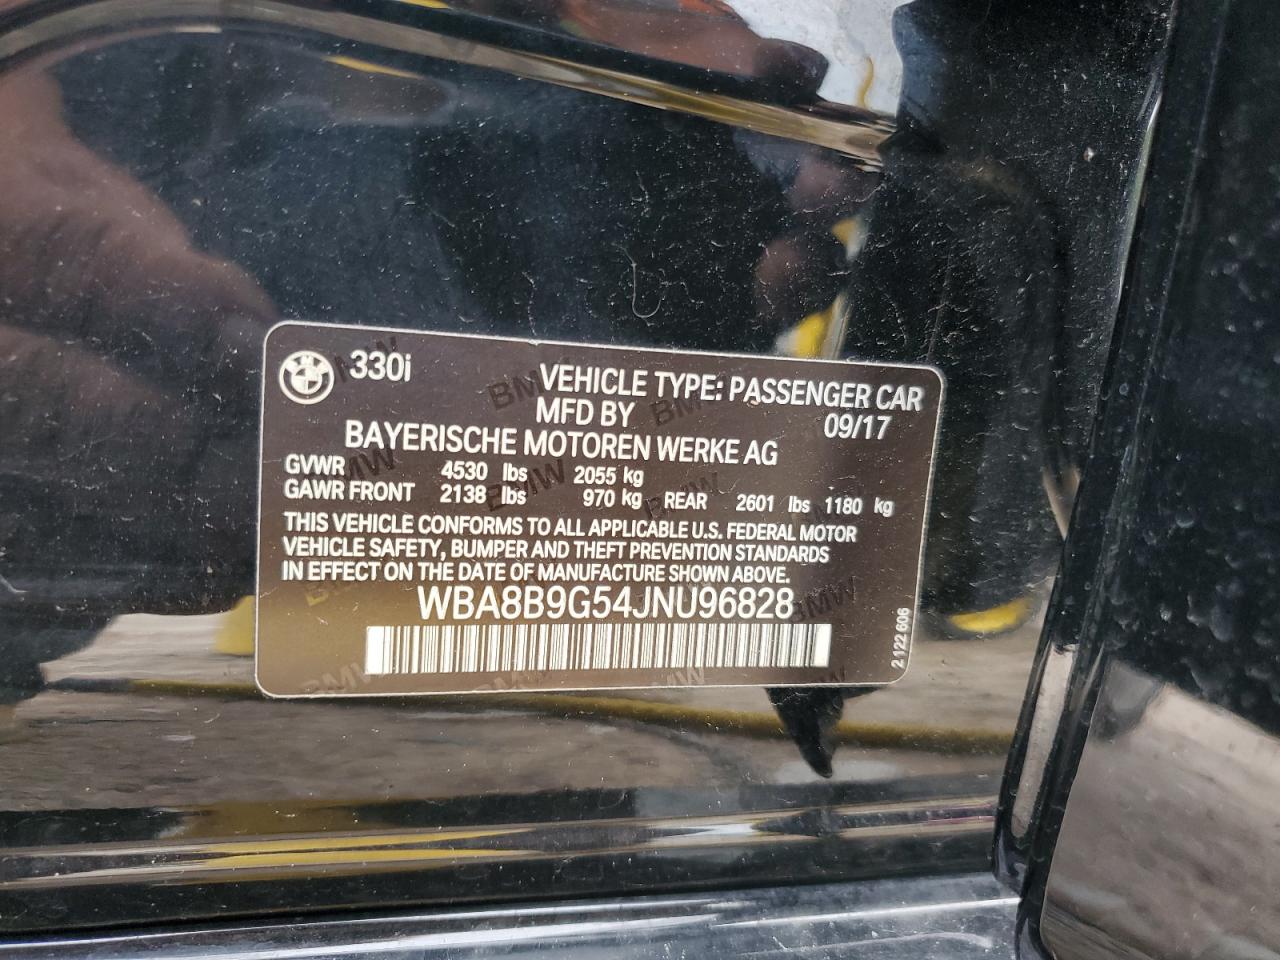 330i VEHICLE TYPE: PASSENGER CAR
MFD BY 09/17
BAYERISCHE MOTOREN WERKE AG
GVWR 4530 lbs 2055 kg
GAWR FRONT 2138 lbs 970 kg REAR 2601 lbs 1180 kg
THIS VEHICLE CONFORMS TO ALL APPLICABLE U.S. FEDERAL MOTOR
VEHICLE SAFETY, BUMPER AND THEFT PREVENTION STANDARDS
IN EFFECT ON THE DATE OF MANUFACTURE SHOWN ABOVE.
WBA8B9G54JNU96828
2 122 606